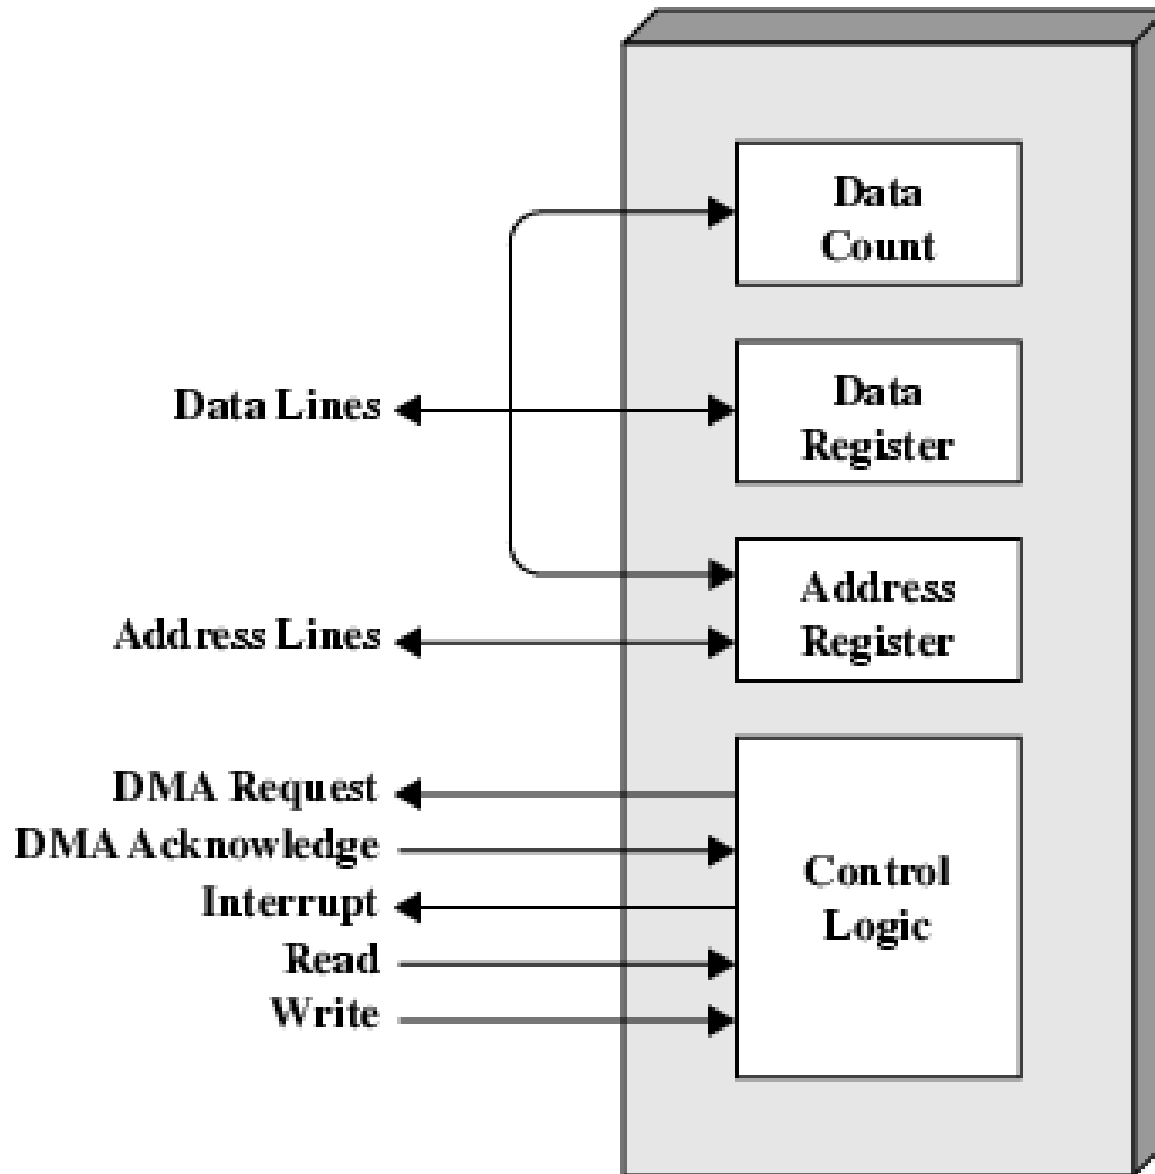 Data
Count
Data Lines
Data
Register
Address
Register
Address Lines
DMA Request
DMA Acknowledge
Interrupt
Read
Write
Control
Logic